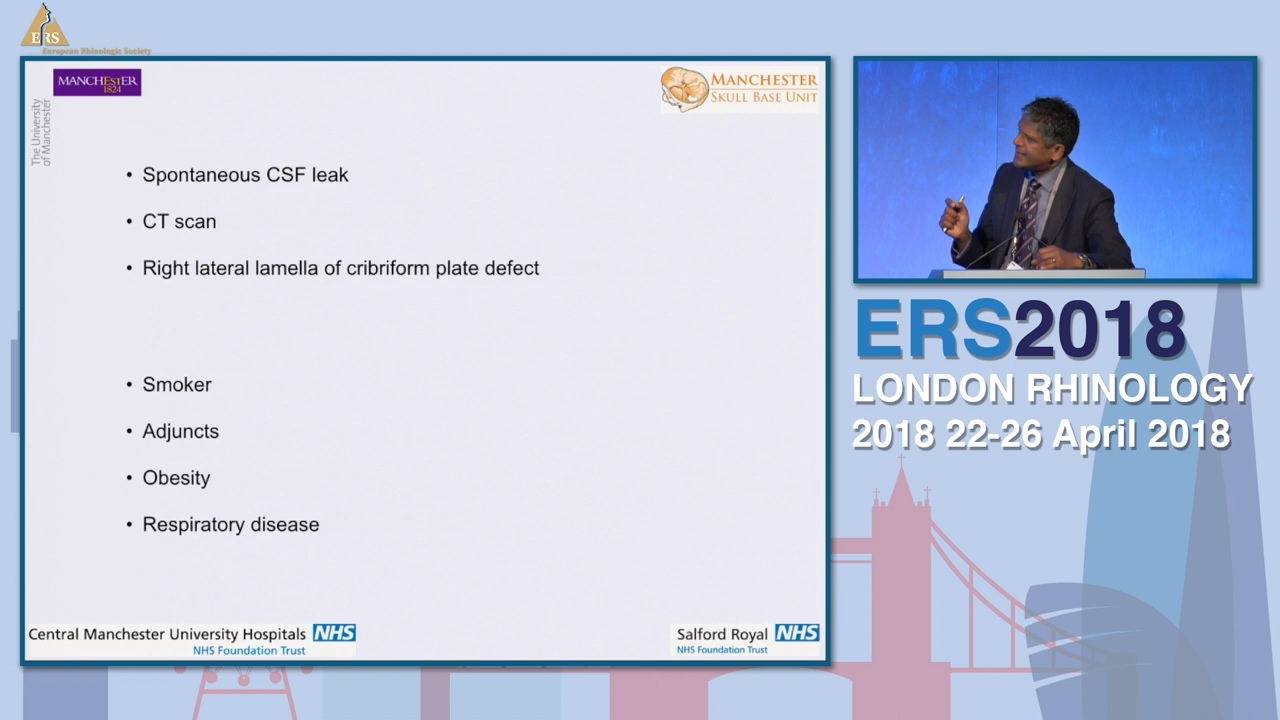 ERS
European Rhinologic Society
MANCHESTER
1824
The University
of Manchester
MANCHESTER
SKULL BASE UNIT
• Spontaneous CSF leak
• CT scan
• Right lateral lamella of cribriform plate defect
• Smoker
• Adjuncts
• Obesity
• Respiratory disease
Central Manchester University Hospitals NHS
NHS Foundation Trust
Salford Royal NHS
NHS Foundation Trust
ERS2018
LONDON RHINOLOGY
2018 22-26 April 2018